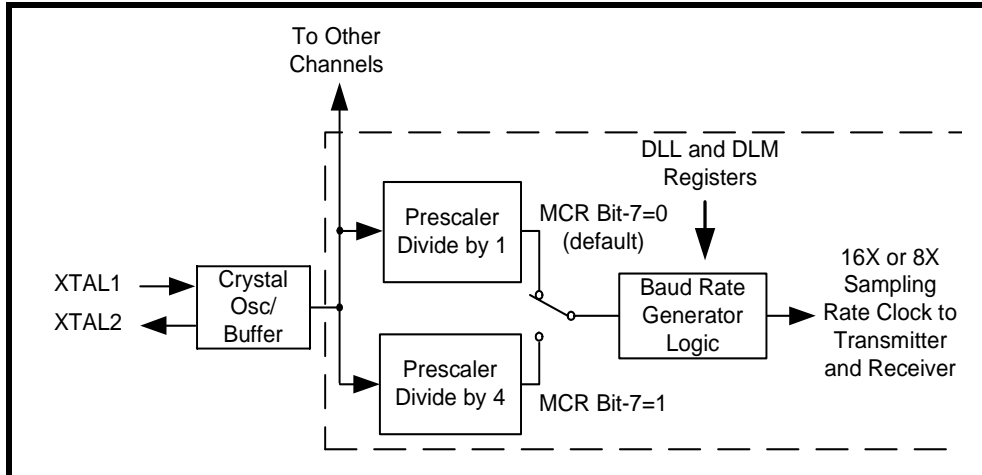 To Other
Channels
DLL and DLM
Registers
Prescaler
Divide by 1
MCR Bit-7=0
(default)
XTAL1
XTAL2
Crystal
Osc/
Buffer
Baud Rate
Generator
Logic
16X or 8X
Sampling
Rate Clock to
Transmitter
and Receiver
Prescaler
Divide by 4
MCR Bit-7=1